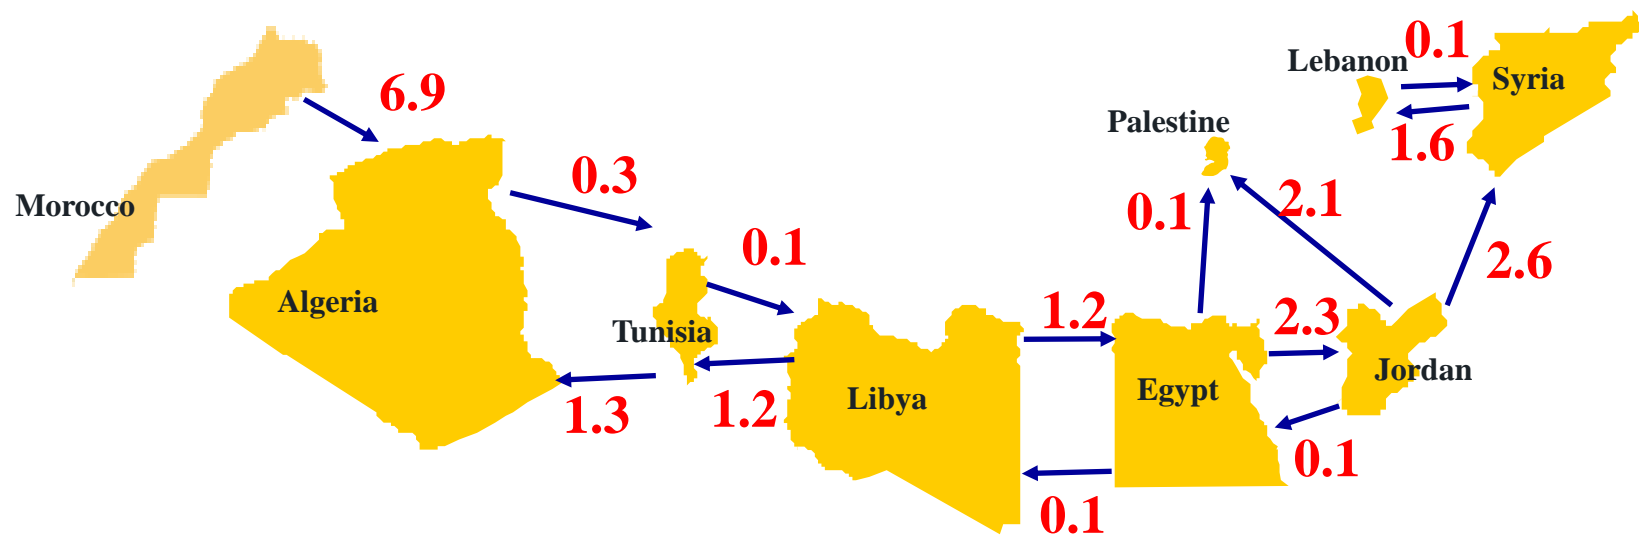 0.1
Lebanon
Syria
6.9
Palestine
1.6
0.3
2.1
Morocco
0.1
0.1
2.6
Algeria
1.2
2.3
Tunisia
Jordan
Egypt
Libya
1.3
1.2
0.1
0.1